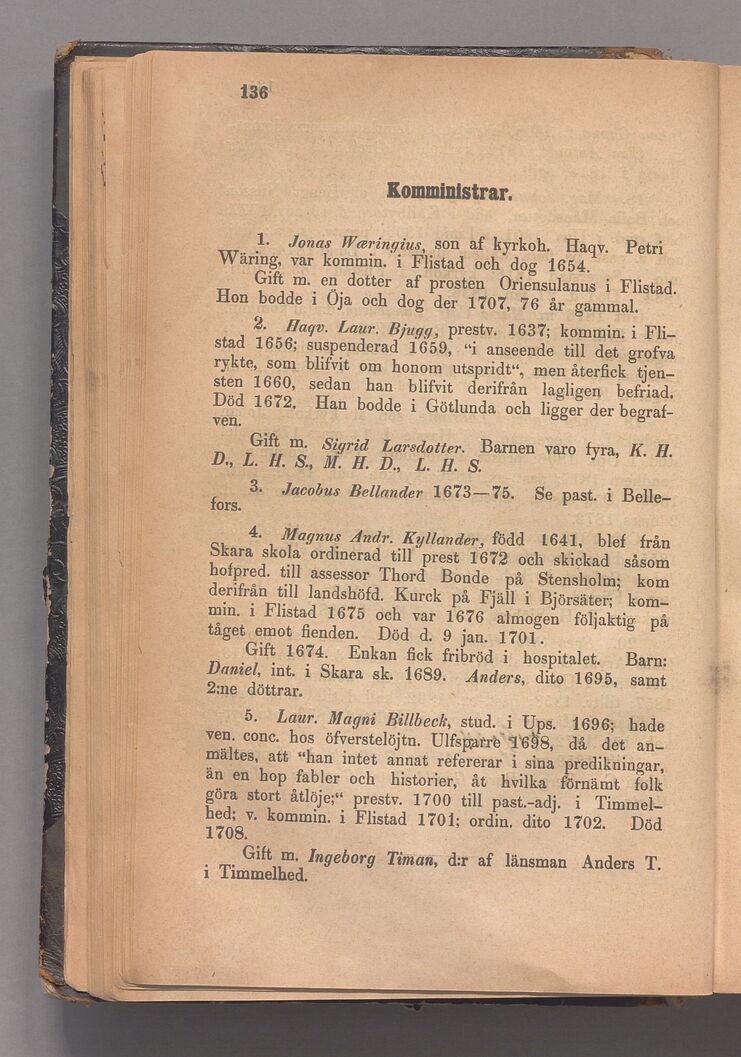 136
Komministrar.
1. Jonas Wæringius, son af kyrkoh. Haqv. Petri
Wäring, var kommin. i Flistad och dog 1654.
Gift m. en dotter af prosten Oriensulanus i Flistad.
Hon bodde i Öja och dog der 1707, 76 år gammal.
2. Haqv. Laur. Bjugg, prestv. 1637; kommin. i Fli-
stad 1656; suspenderad 1659, “i anseende till det grofva
rykte, som blifvit om honom utspridt“, men återfick tjen-
sten 1660, sedan han blifvit derifrån lagligen befriad.
Död 1672. Han bodde i Götlunda och ligger der begraf-
ven.
Gift m. Sigrid Larsdotter. Barnen varo fyra, K. H.
D., L. H. S., M. H. D., L. H. S.
3. Jacobus Bellander 1673—75. Se past. i Belle-
fors.
4. Magnus Andr. Kyllander, född 1641, blef från
Skara skola ordinerad till prest 1672 och skickad såsom
hofpred. till assessor Thord Bonde på Stensholm; kom
derifrån till landshöfd. Kurck på Fjäll i Björsäter; kom-
min. i Flistad 1675 och var 1676 almogen följaktig på
tåget emot fienden. Död d. 9 jan. 1701.
Gift 1674. Enkan fick fribröd i hospitalet. Barn:
Daniel, int. i Skara sk. 1689. Anders, dito 1695, samt
2:ne döttrar.
5. Laur. Magni Billbeck, stud. i Ups. 1696; hade
ven. conc. hos öfverstelöjtn. Ulfsparre 1698, då det an-
mältes, att “han intet annat refererar i sina predikningar,
än en hop fabler och historier, åt hvilka förnämt folk
göra stort åtlöje;“ prestv. 1700 till past.-adj. i Timmel-
hed; v. kommin. i Flistad 1701; ordin. dito 1702. Död
1708.
Gift m. Ingeborg Timan, d:r af länsman Anders T.
i Timmelhed.